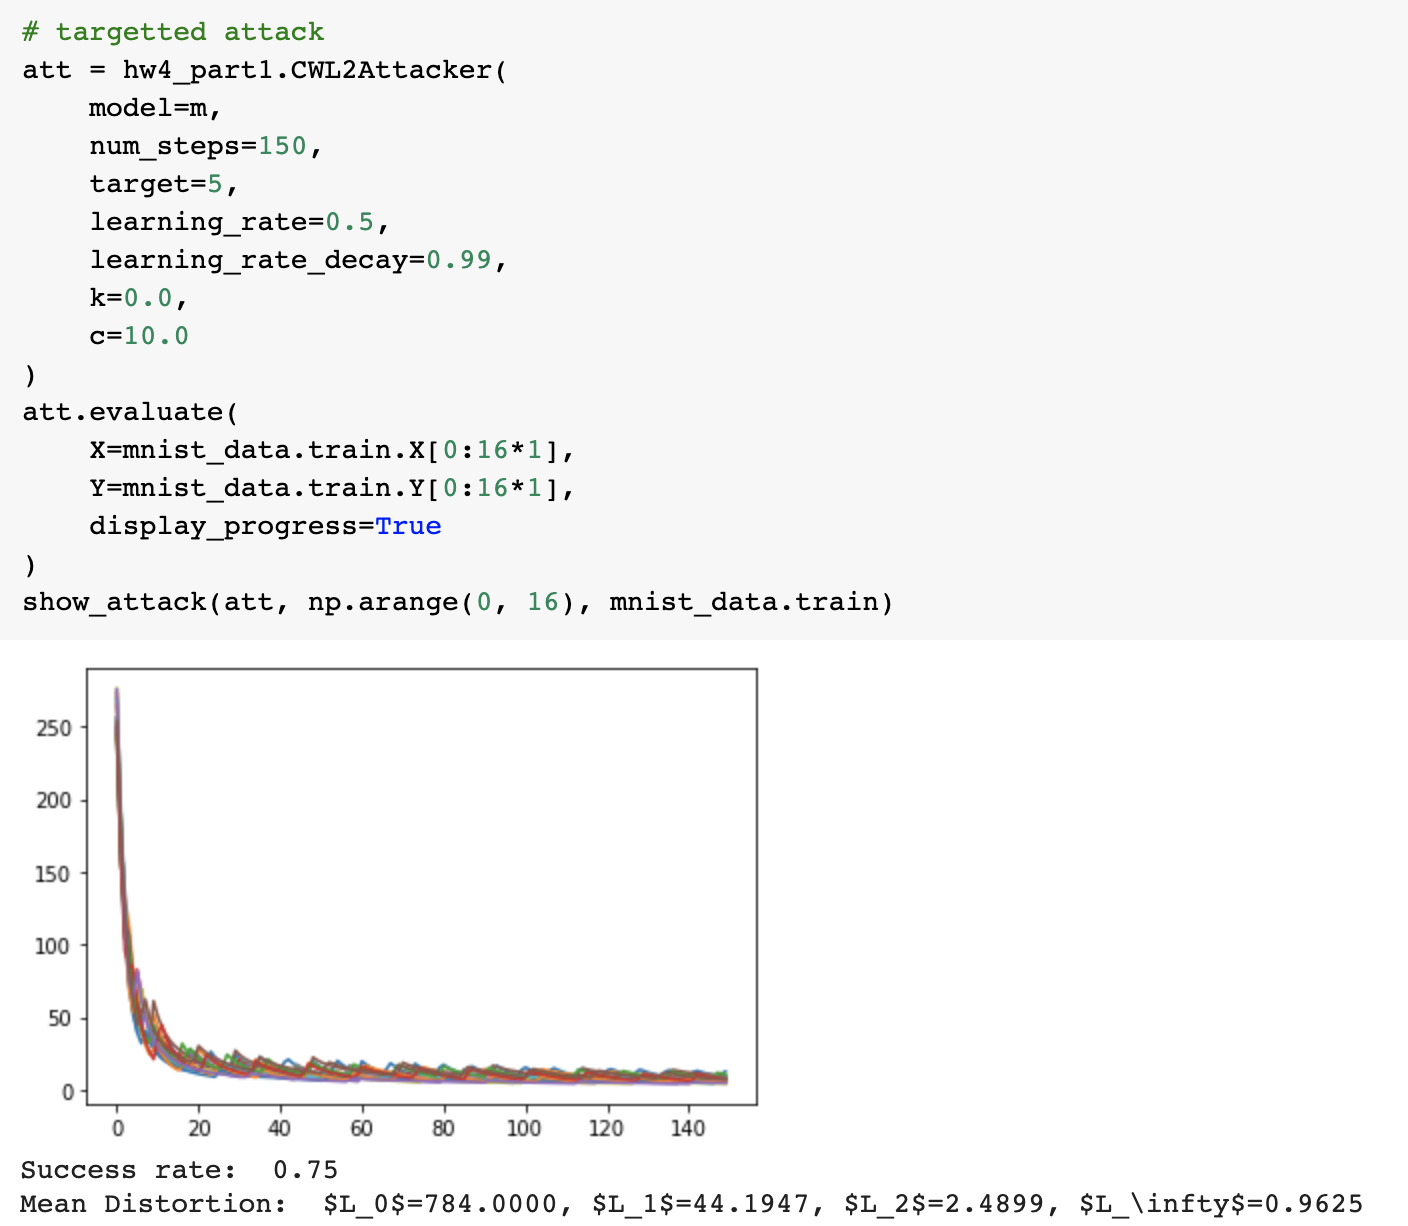 # targetted attack
att = hw4_part1.CWL2Attacker(
    model=m,
    num_steps=150,
    target=5,
    learning_rate=0.5,
    learning_rate_decay=0.99,
    k=0.0,
    c=10.0
)
att.evaluate(
    X=mnist_data.train.X[0:16*1],
    Y=mnist_data.train.Y[0:16*1],
    display_progress=True
)
show_attack(att, np.arange(0, 16), mnist_data.train)
250
200
150
100
50
0
0 20 40 60 80 100 120 140
Success rate:  0.75
Mean Distortion:  $L_0$=784.0000, $L_1$=44.1947, $L_2$=2.4899, $L_\infty$=0.9625